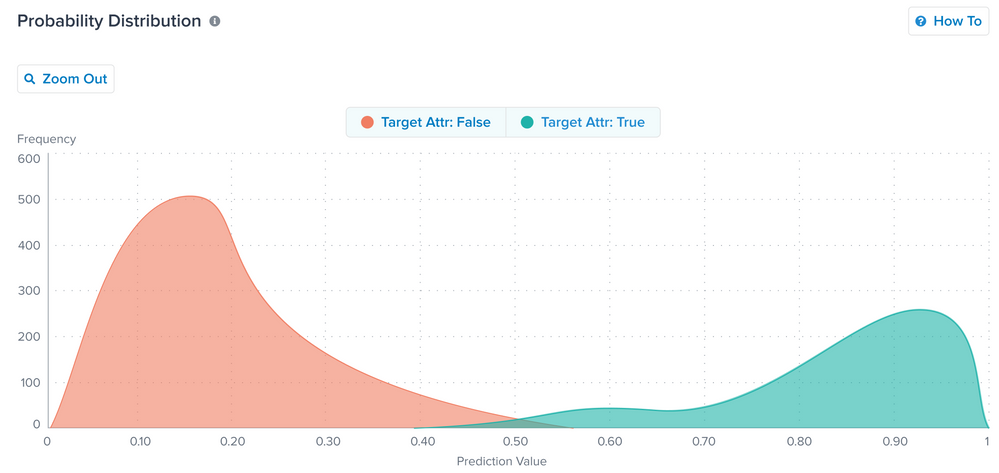 Probability Distribution
How To
Zoom Out
Target Attr: False
Target Attr: True
Frequency
600
500
400
300
200
100
0
0 0.10 0.20 0.30 0.40 0.50 0.60 0.70 0.80 0.90 1
Prediction Value